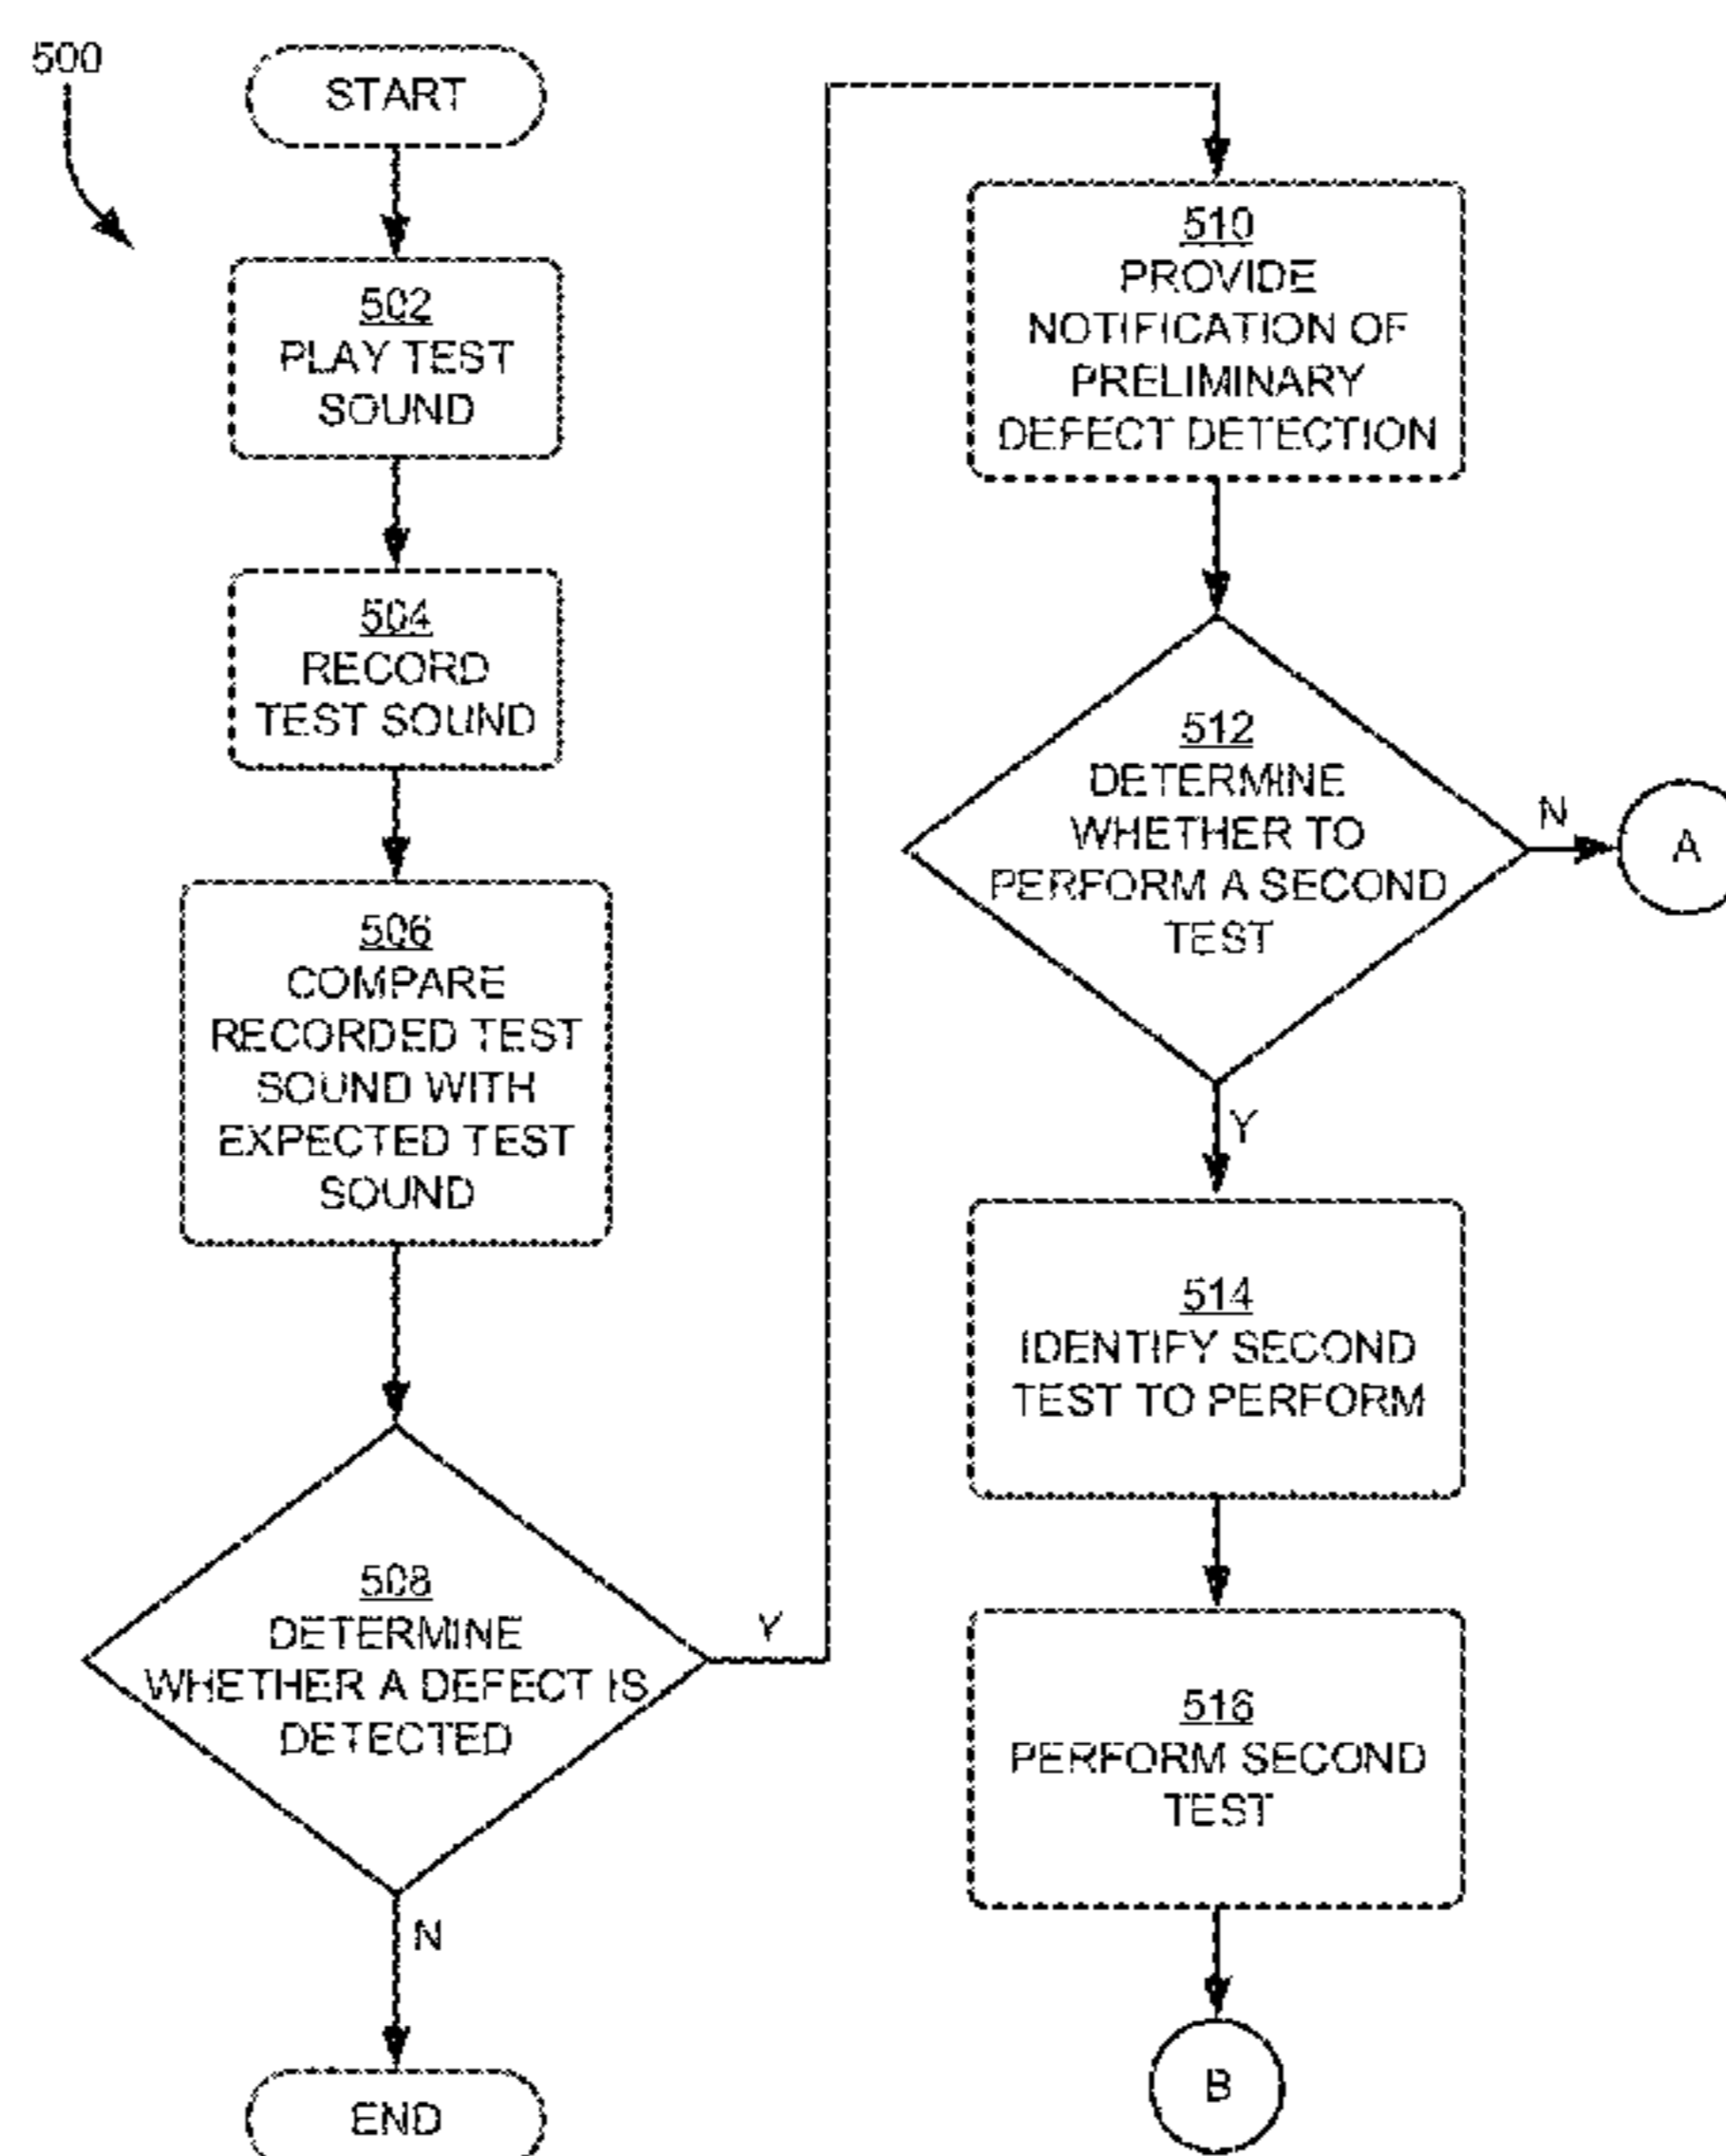 500
START
502
PLAY TEST
SOUND
504
RECORD
TEST SOUND
506
COMPARE
RECORDED TEST
SOUND WITH
EXPECTED TEST
SOUND
508
DETERMINE
WHETHER A DEFECT IS
DETECTED
Y
N
END
510
PROVIDE
NOTIFICATION OF
PRELIMINARY
DEFECT DETECTION
512
DETERMINE
WHETHER TO
PERFORM A SECOND
TEST
N
A
Y
514
IDENTIFY SECOND
TEST TO PERFORM
516
PERFORM SECOND
TEST
B